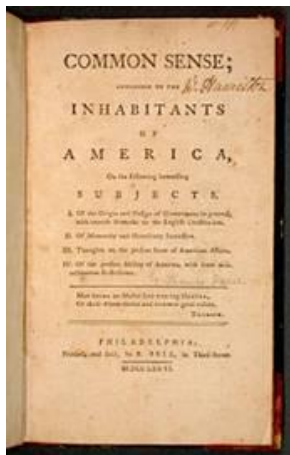 COMMON SENSE;
ADDRESSED TO THE
INHABITANTS
OF
AMERICA,
On the following interesting
SUBJECTS.
I. Of the Origin and Design of Government in general,
with concise Remarks on the English Constitution.
II. Of Monarchy and Hereditary Succession.
III. Thoughts on the present State of American Affairs.
IV. Of the present Ability of America, with some mis-
cellaneous Reflections.
Man knows no Master save creating Heaven,
Or those whom choice and common good ordain.
THOMSON.
PHILADELPHIA;
Printed, and Sold, by R. BELL, in Third-Street.
MDCCLXXVI.